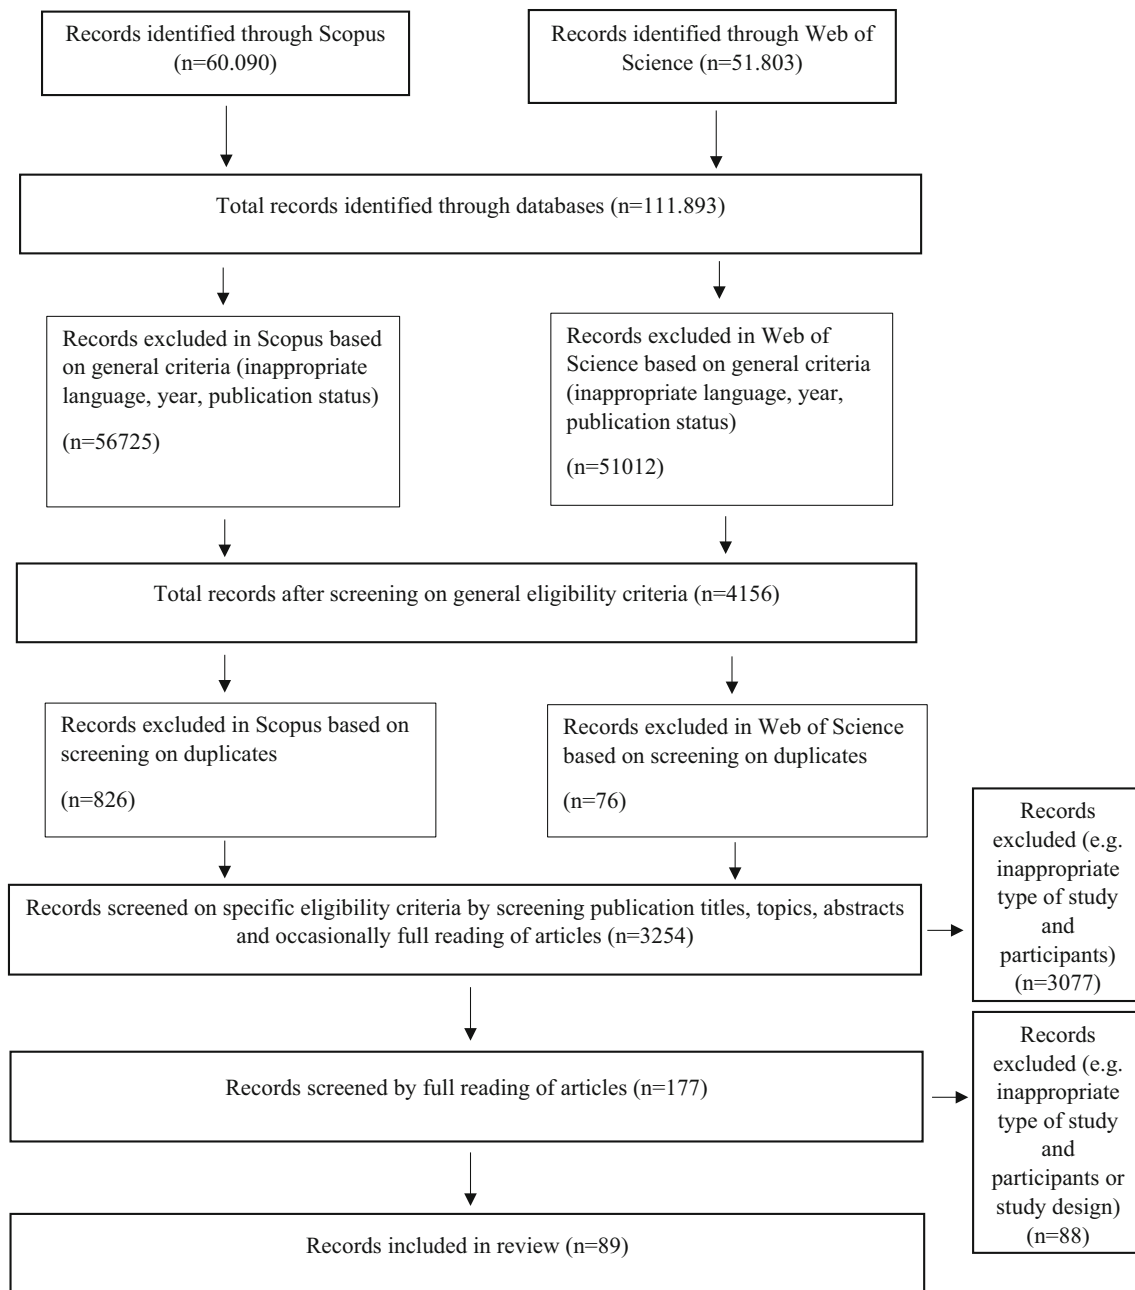 Records identified through Scopus
(n=60.090)
Records identified through Web of
Science (n=51.803)
Total records identified through databases (n=111.893)
Records excluded in Scopus based
on general criteria (inappropriate
language, year, publication status)
(n=56725)
Records excluded in Web of
Science based on general criteria
(inappropriate language, year,
publication status)
(n=51012)
Total records after screening on general eligibility criteria (n=4156)
Records excluded in Scopus based on
screening on duplicates
(n=826)
Records excluded in Web of Science
based on screening on duplicates
(n=76)
Records screened on specific eligibility criteria by screening publication titles, topics, abstracts
and occasionally full reading of articles (n=3254)
Records
excluded (e.g.
inappropriate
type of study
and
participants)
(n=3077)
Records screened by full reading of articles (n=177)
Records
excluded (e.g.
inappropriate
type of study
and
participants or
study design)
(n=88)
Records included in review (n=89)